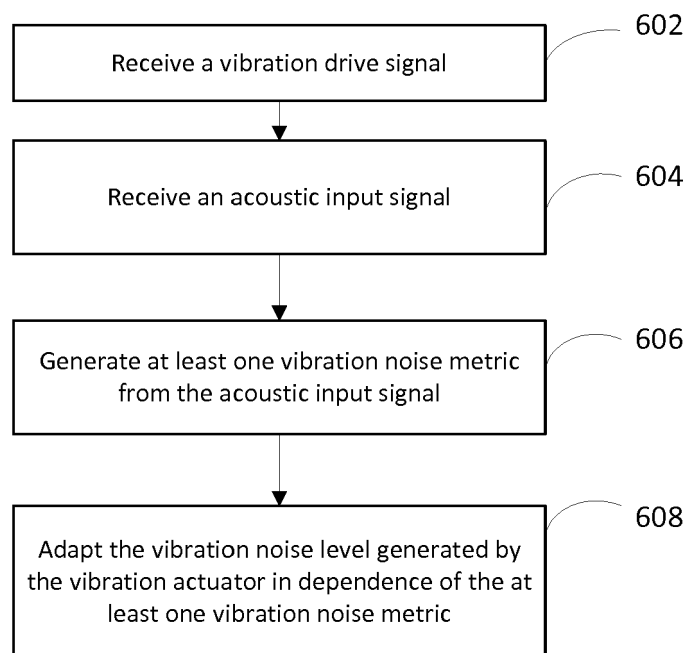 602
Receive a vibration drive signal
604
Receive an acoustic input signal
606
Generate at least one vibration noise metric
from the acoustic input signal
608
Adapt the vibration noise level generated by
the vibration actuator in dependence of the at
least one vibration noise metric